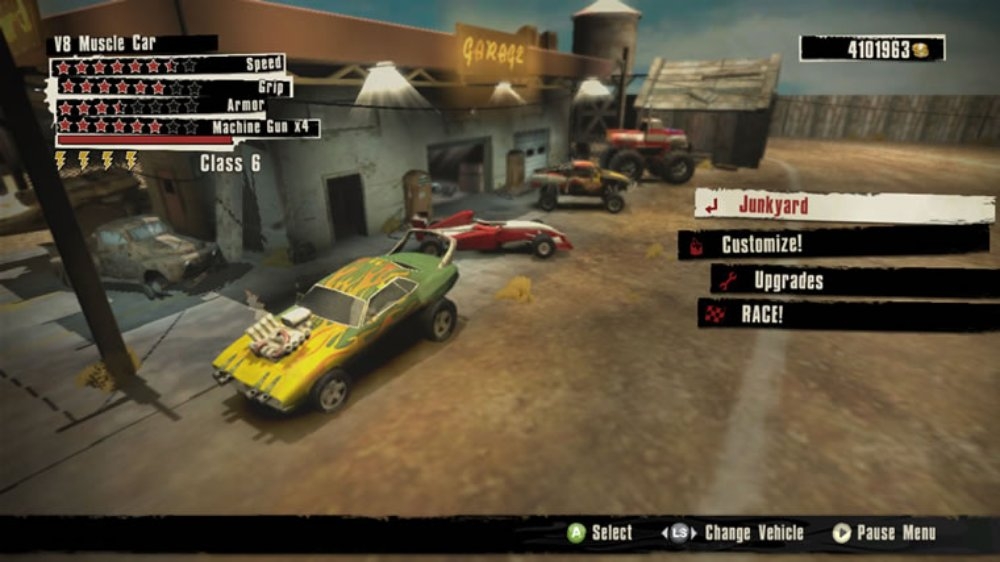 V8 Muscle Car
Speed
Grip
Armor
Machine Gun x4
Class 6
GARAGE
4101963
Junkyard
Customize!
Upgrades
RACE!
A Select
LS Change Vehicle
Pause Menu